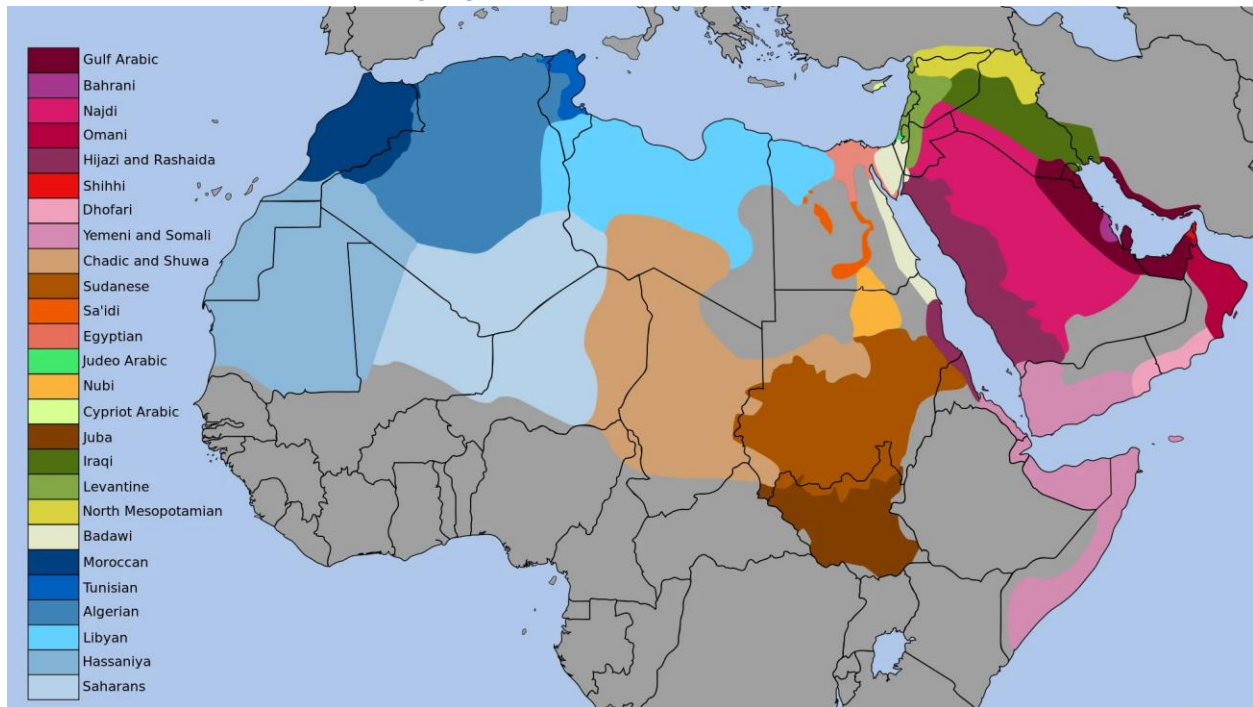 Gulf Arabic
Bahrani
Najdi
Omani
Hijazi and Rashaida
Shihhi
Dhofari
Yemeni and Somali
Chadic and Shuwa
Sudanese
Sa'idi
Egyptian
Judeo Arabic
Nubi
Cypriot Arabic
Juba
Iraqi
Levantine
North Mesopotamian
Badawi
Moroccan
Tunisian
Algerian
Libyan
Hassaniya
Saharans